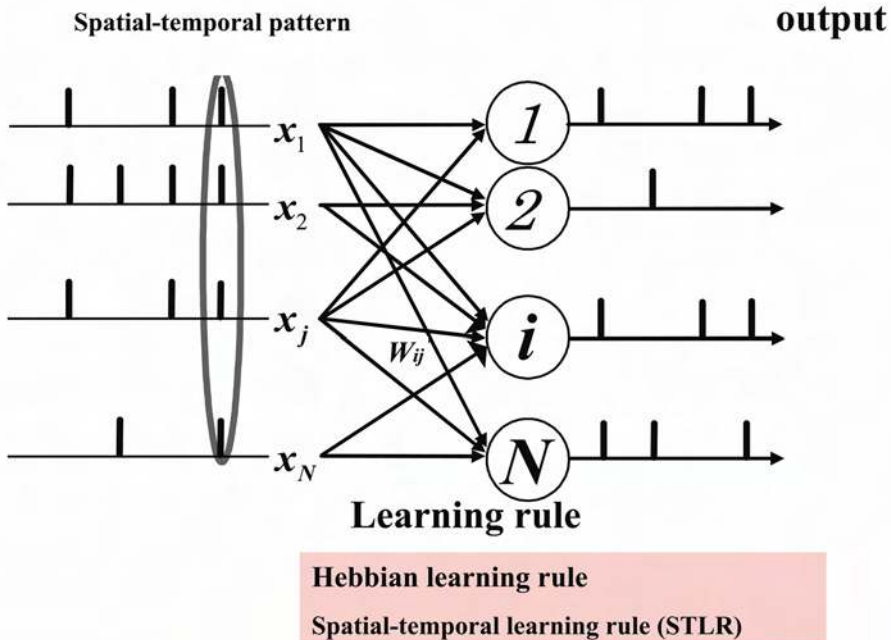 Spatial-temporal pattern
output
x₁
1
x₂
2
xⱼ
Wᵢⱼ
i
x_N
N
Learning rule
Hebbian learning rule
Spatial-temporal learning rule (STLR)